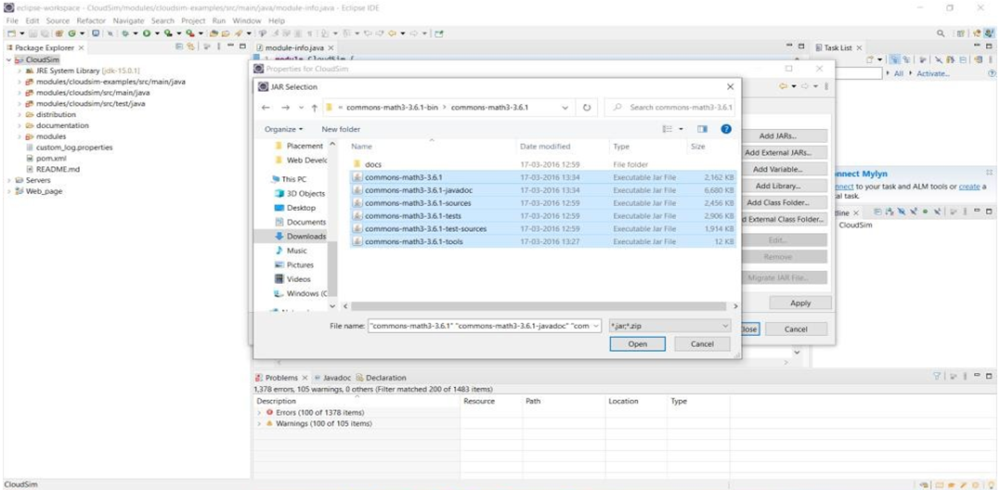 eclipse-workspace - CloudSim/modules/cloudsim-examples/src/main/java/module-info.java - Eclipse IDE
File Edit Source Refactor Navigate Search Project Run Window Help
Package Explorer
module-info.java
Task List
CloudSim
JRE System Library [jdk-15.0.1]
modules/cloudsim-examples/src/main/java
modules/cloudsim/src/main/java
modules/cloudsim/src/test/java
distribution
documentation
modules
custom_log.properties
pom.xml
README.md
Servers
Web_page
1 module CloudSim {
Properties for CloudSim
JAR Selection
« commons-math3-3.6.1-bin > commons-math3-3.6.1
Search commons-math3-3.6.1
Organize New folder
Placement
Web Develo
This PC
3D Objects
Desktop
Documents
Downloads
Music
Pictures
Videos
Windows (C
Name Date modified Type Size
docs 17-03-2016 12:59 File folder
commons-math3-3.6.1 17-03-2016 13:34 Executable Jar File 2,162 KB
commons-math3-3.6.1-javadoc 17-03-2016 13:34 Executable Jar File 6,680 KB
commons-math3-3.6.1-sources 17-03-2016 12:59 Executable Jar File 2,456 KB
commons-math3-3.6.1-tests 17-03-2016 12:59 Executable Jar File 2,906 KB
commons-math3-3.6.1-test-sources 17-03-2016 12:59 Executable Jar File 1,914 KB
commons-math3-3.6.1-tools 17-03-2016 13:27 Executable Jar File 12 KB
File name: "commons-math3-3.6.1" "commons-math3-3.6.1-javadoc" "com
*.jar;*.zip
Open Cancel
Add JARs...
Add External JARs...
Add Variable...
Add Library...
Add Class Folder...
d External Class Folder...
Edit...
Remove
Migrate JAR File...
Apply
lose Cancel
All Activate...
nnect Mylyn
nnect to your task and ALM tools or create a
al task.
tline
CloudSim
Problems Javadoc Declaration
1,378 errors, 105 warnings, 0 others (Filter matched 200 of 1483 items)
Description Resource Path Location Type
Errors (100 of 1378 items)
Warnings (100 of 105 items)
CloudSim